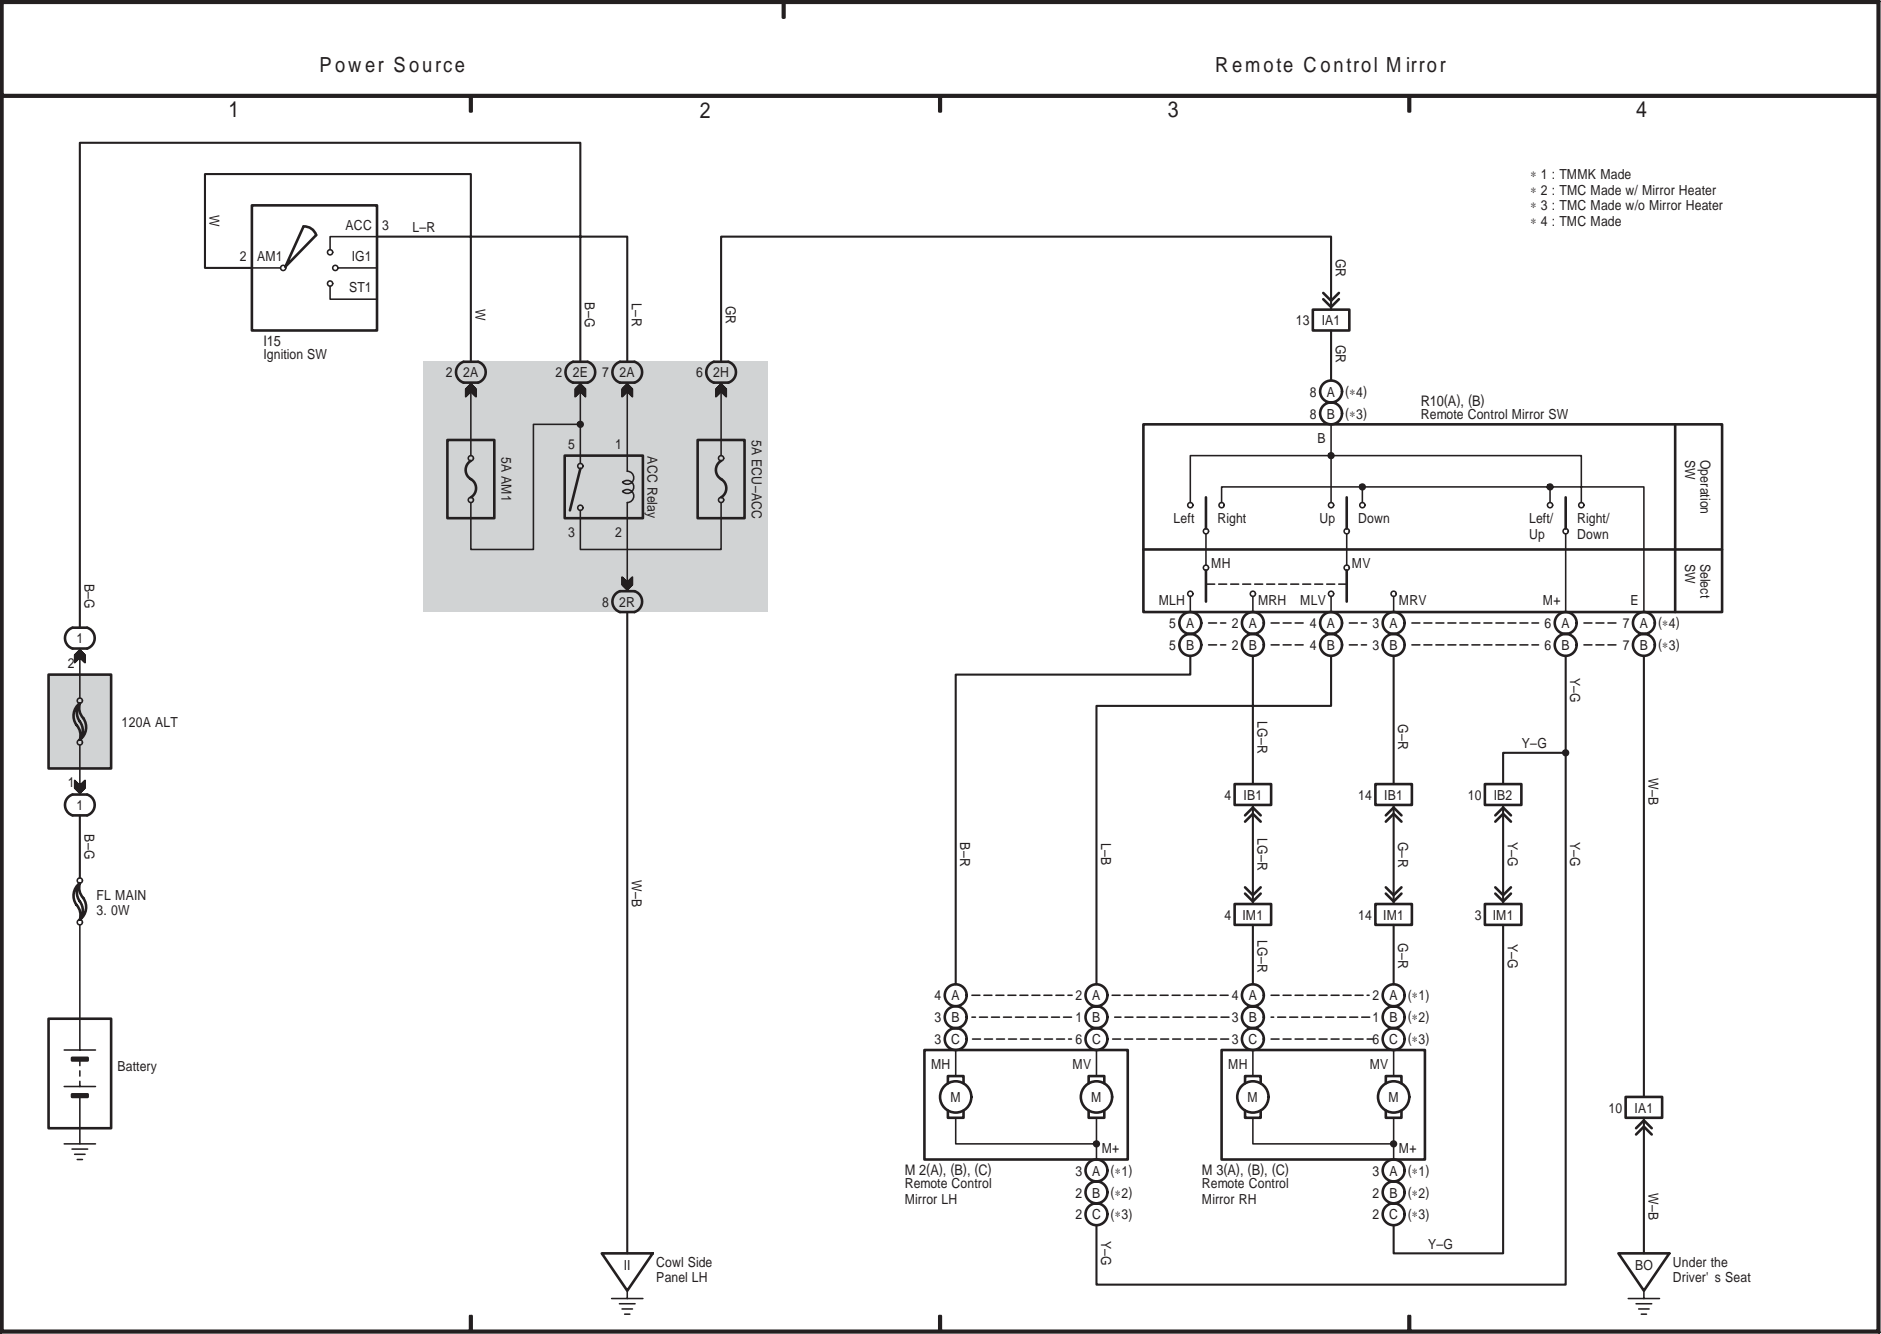 Power Source
Remote Control Mirror
1
2
3
4
* 1 : TMMK Made
* 2 : TMC Made w/ Mirror Heater
* 3 : TMC Made w/o Mirror Heater
* 4 : TMC Made
W
ACC 3 L–R
2 AM1 IG1
ST1
I15
Ignition SW
W
B–G
L–R
GR
GR
13 IA1
GR
2 2A
2 2E
7 2A
6 2H
5A AM1
5 1
ACC Relay
3 2
5A ECU–ACC
8 2R
8 A (*4)
8 B (*3)
R10(A), (B)
Remote Control Mirror SW
B
Operation
SW
Left Right
Up Down
Left/
Up
Right/
Down
Select
SW
MH
MV
MLH MRH MLV MRV M+ E
5 A 2 A 4 A 3 A 6 A 7 A (*4)
5 B 2 B 4 B 3 B 6 B 7 B (*3)
B–G
1
2
120A ALT
1
1
B–G
FL MAIN
3. 0W
Battery
W–B
II
Cowl Side
Panel LH
B–R
L–B
LG–R
G–R
Y–G
Y–G
4 IB1
14 IB1
10 IB2
LG–R
G–R
Y–G
Y–G
W–B
4 IM1
14 IM1
3 IM1
LG–R
G–R
Y–G
4 A 2 A 4 A 2 A (*1)
3 B 1 B 3 B 1 B (*2)
3 C 6 C 3 C 6 C (*3)
MH MV
MH MV
M M M M
M+
M+
M 2(A), (B), (C)
Remote Control
Mirror LH
3 A (*1)
2 B (*2)
2 C (*3)
M 3(A), (B), (C)
Remote Control
Mirror RH
3 A (*1)
2 B (*2)
2 C (*3)
Y–G
Y–G
10 IA1
W–B
BO
Under the
Driver' s Seat